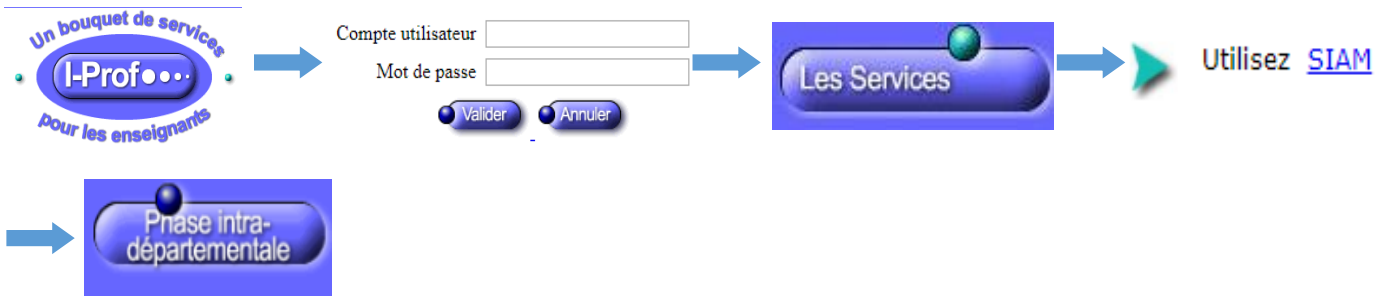 Un bouquet de services
I-Prof
pour les enseignants
Compte utilisateur
Mot de passe
Valider
Annuler
Les Services
Utilisez SIAM
Phase intra-
départementale